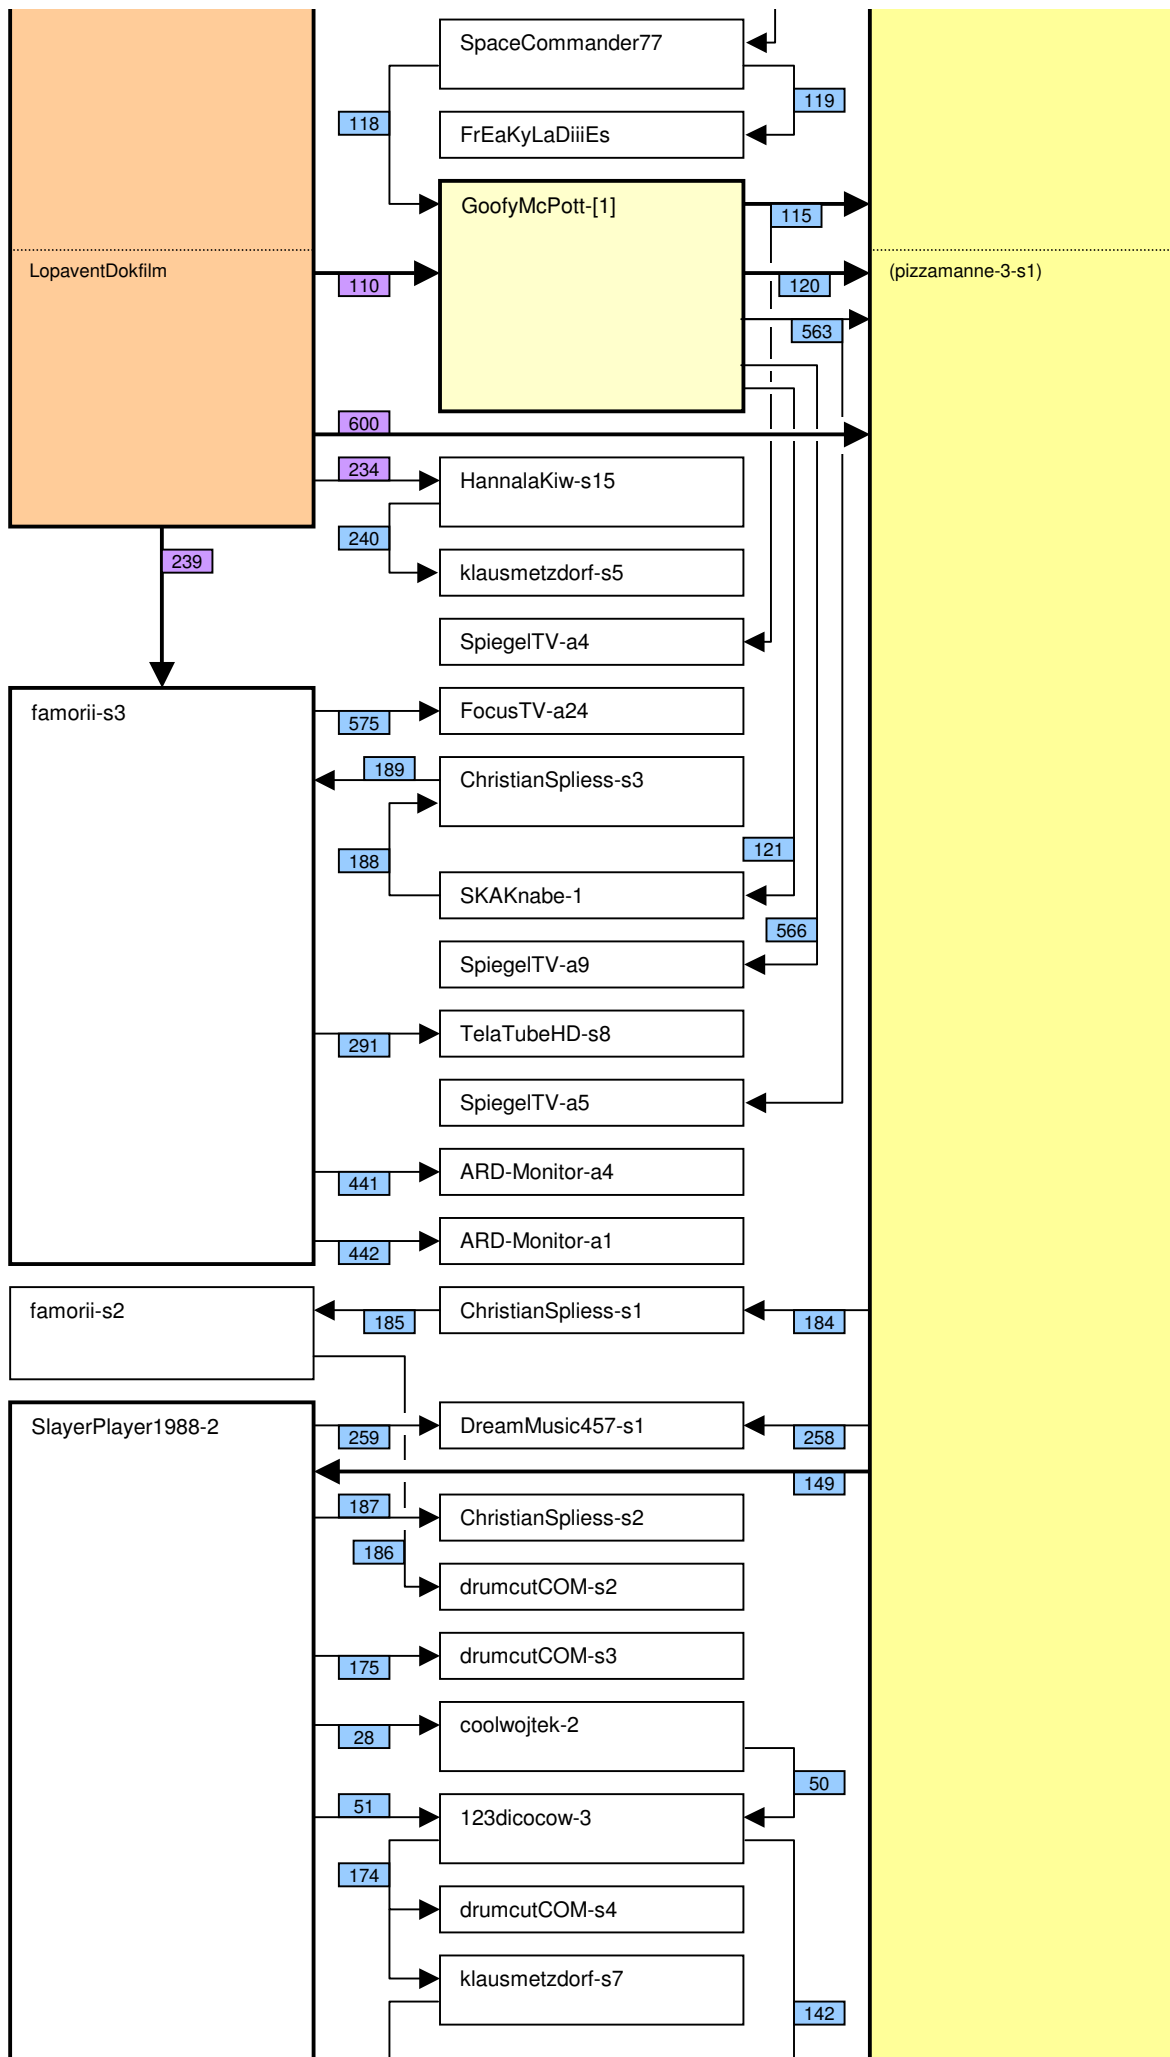 SpaceCommander77
119
118
FrEaKyLaDiiiEs
GoofyMcPott-[1]
115
LopaventDokfilm
110
120
(pizzamanne-3-s1)
563
600
234
HannalaKiw-s15
240
239
klausmetzdorf-s5
SpiegelTV-a4
famorii-s3
575
FocusTV-a24
189
ChristianSpliess-s3
188
121
SKAKnabe-1
566
SpiegelTV-a9
291
TelaTubeHD-s8
SpiegelTV-a5
441
ARD-Monitor-a4
442
ARD-Monitor-a1
famorii-s2
185
ChristianSpliess-s1
184
SlayerPlayer1988-2
259
DreamMusic457-s1
258
149
187
ChristianSpliess-s2
186
drumcutCOM-s2
175
drumcutCOM-s3
28
coolwojtek-2
50
51
123dicocow-3
174
drumcutCOM-s4
klausmetzdorf-s7
142